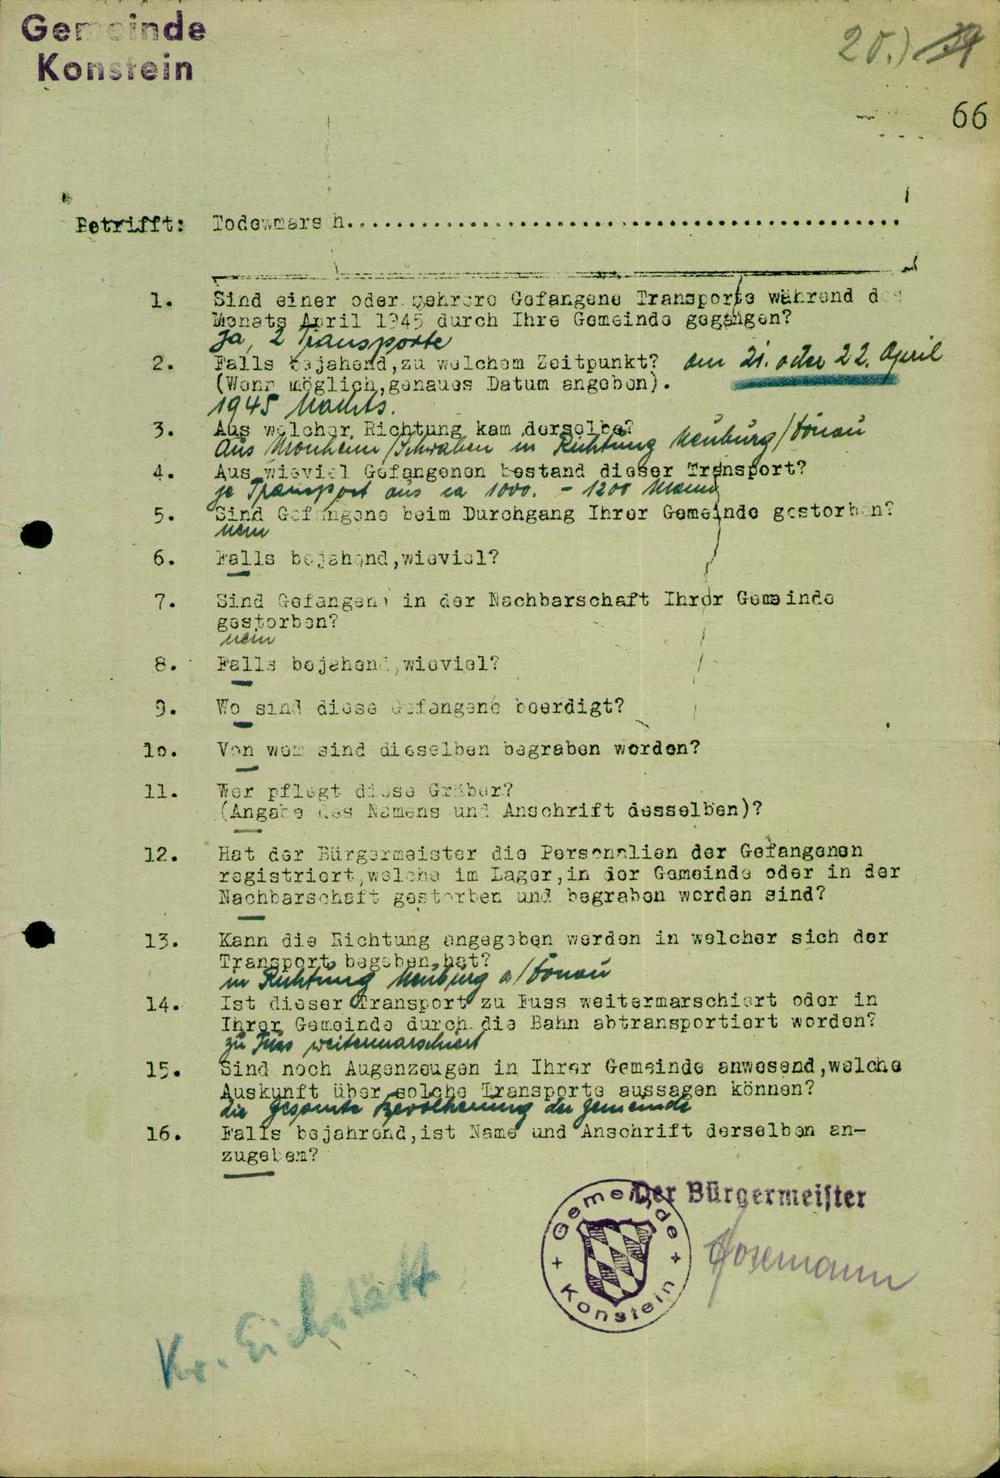 Gemeinde
Konstein
20.) 39
66
Betrifft: Todewmars h.................................................
1. Sind einer oder mehrere Gefangene Transporte während des
Monats April 1945 durch Ihre Gemeinde gegangen?
Ja, 2 Transporte
2. Falls bejahend,zu welchem Zeitpunkt? am 21. oder 22. April
(Wenn möglich,genaues Datum angeben).
1945 Nachts.
3. Aus welcher Richtung kam derselbe?
Aus Monheim/Schwaben in Richtung Neuburg/Donau
4. Aus wieviel Gefangenen bestand dieser Transport?
je Transport aus ca 1000. - 1200 Mann
5. Sind Gefangene beim Durchgang Ihrer Gemeinde gestorben?
nein
6. Falls bejahend,wieviel?
7. Sind Gefangene in der Nachbarschaft Ihrer Gemeinde
gestorben?
nein
8. Falls bejahend,wieviel?
9. Wo sind diese Gefangene beerdigt?
1o. Von wem sind dieselben begraben worden?
11. Wer pflegt diese Gräber?
(Angabe des Namens und Anschrift desselben)?
12. Hat der Bürgermeister die Personalien der Gefangenen
registriert,welche im Lager,in der Gemeinde oder in der
Nachbarschaft gestorben und begraben worden sind?
13. Kann die Richtung angegeben werden in welcher sich der
Transport begeben hat?
in Richtung Neuburg a/Donau
14. Ist dieser Transport zu Fuss weitermarschiert oder in
Ihrer Gemeinde durch die Bahn abtransportiert worden?
zu Fuss weitermarschiert
15. Sind noch Augenzeugen in Ihrer Gemeinde anwesend,welche
Auskunft über solche Transporte aussagen können?
die gesamte Bevölkerung der Gemeinde
16. Falls bejahrend,ist Name und Anschrift derselben an-
zugeben?
Der Bürgermeister
Gemeinde
Konstein
Kr. Eichstätt